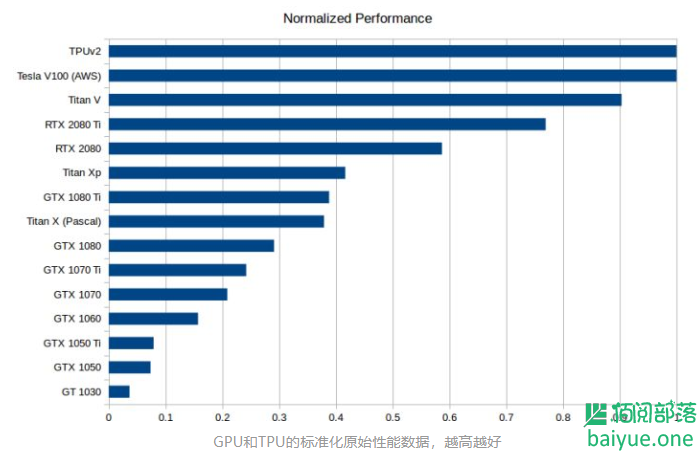 Normalized Performance
TPUv2
Tesla V100 (AWS)
Titan V
RTX 2080 Ti
RTX 2080
Titan Xp
GTX 1080 Ti
Titan X (Pascal)
GTX 1080
GTX 1070 Ti
GTX 1070
GTX 1060
GTX 1050 Ti
GTX 1050
GT 1030
0 0.1 0.2 0.3 0.4 0.5 0.6 0.7 0.8 0.9 1
GPU和TPU的标准化原始性能数据，越高越好
佰阅部落
baiyue.one